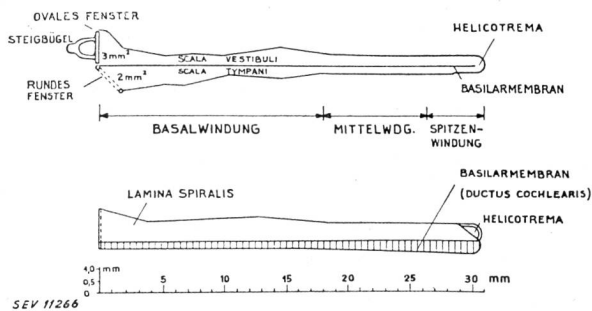 OVALES FENSTER
STEIGBÜGEL
3mm²
2mm²
RUNDES
FENSTER
SCALA VESTIBULI
SCALA TYMPANI
HELICOTREMA
BASILARMEMBRAN
BASALWINDUNG
MITTELWDG.
SPITZEN-
WINDUNG
LAMINA SPIRALIS
BASILARMEMBRAN
(DUCTUS COCHLEARIS)
HELICOTREMA
1,0 mm
0,5
0
5 10 15 20 25 30 mm
SEV 11266